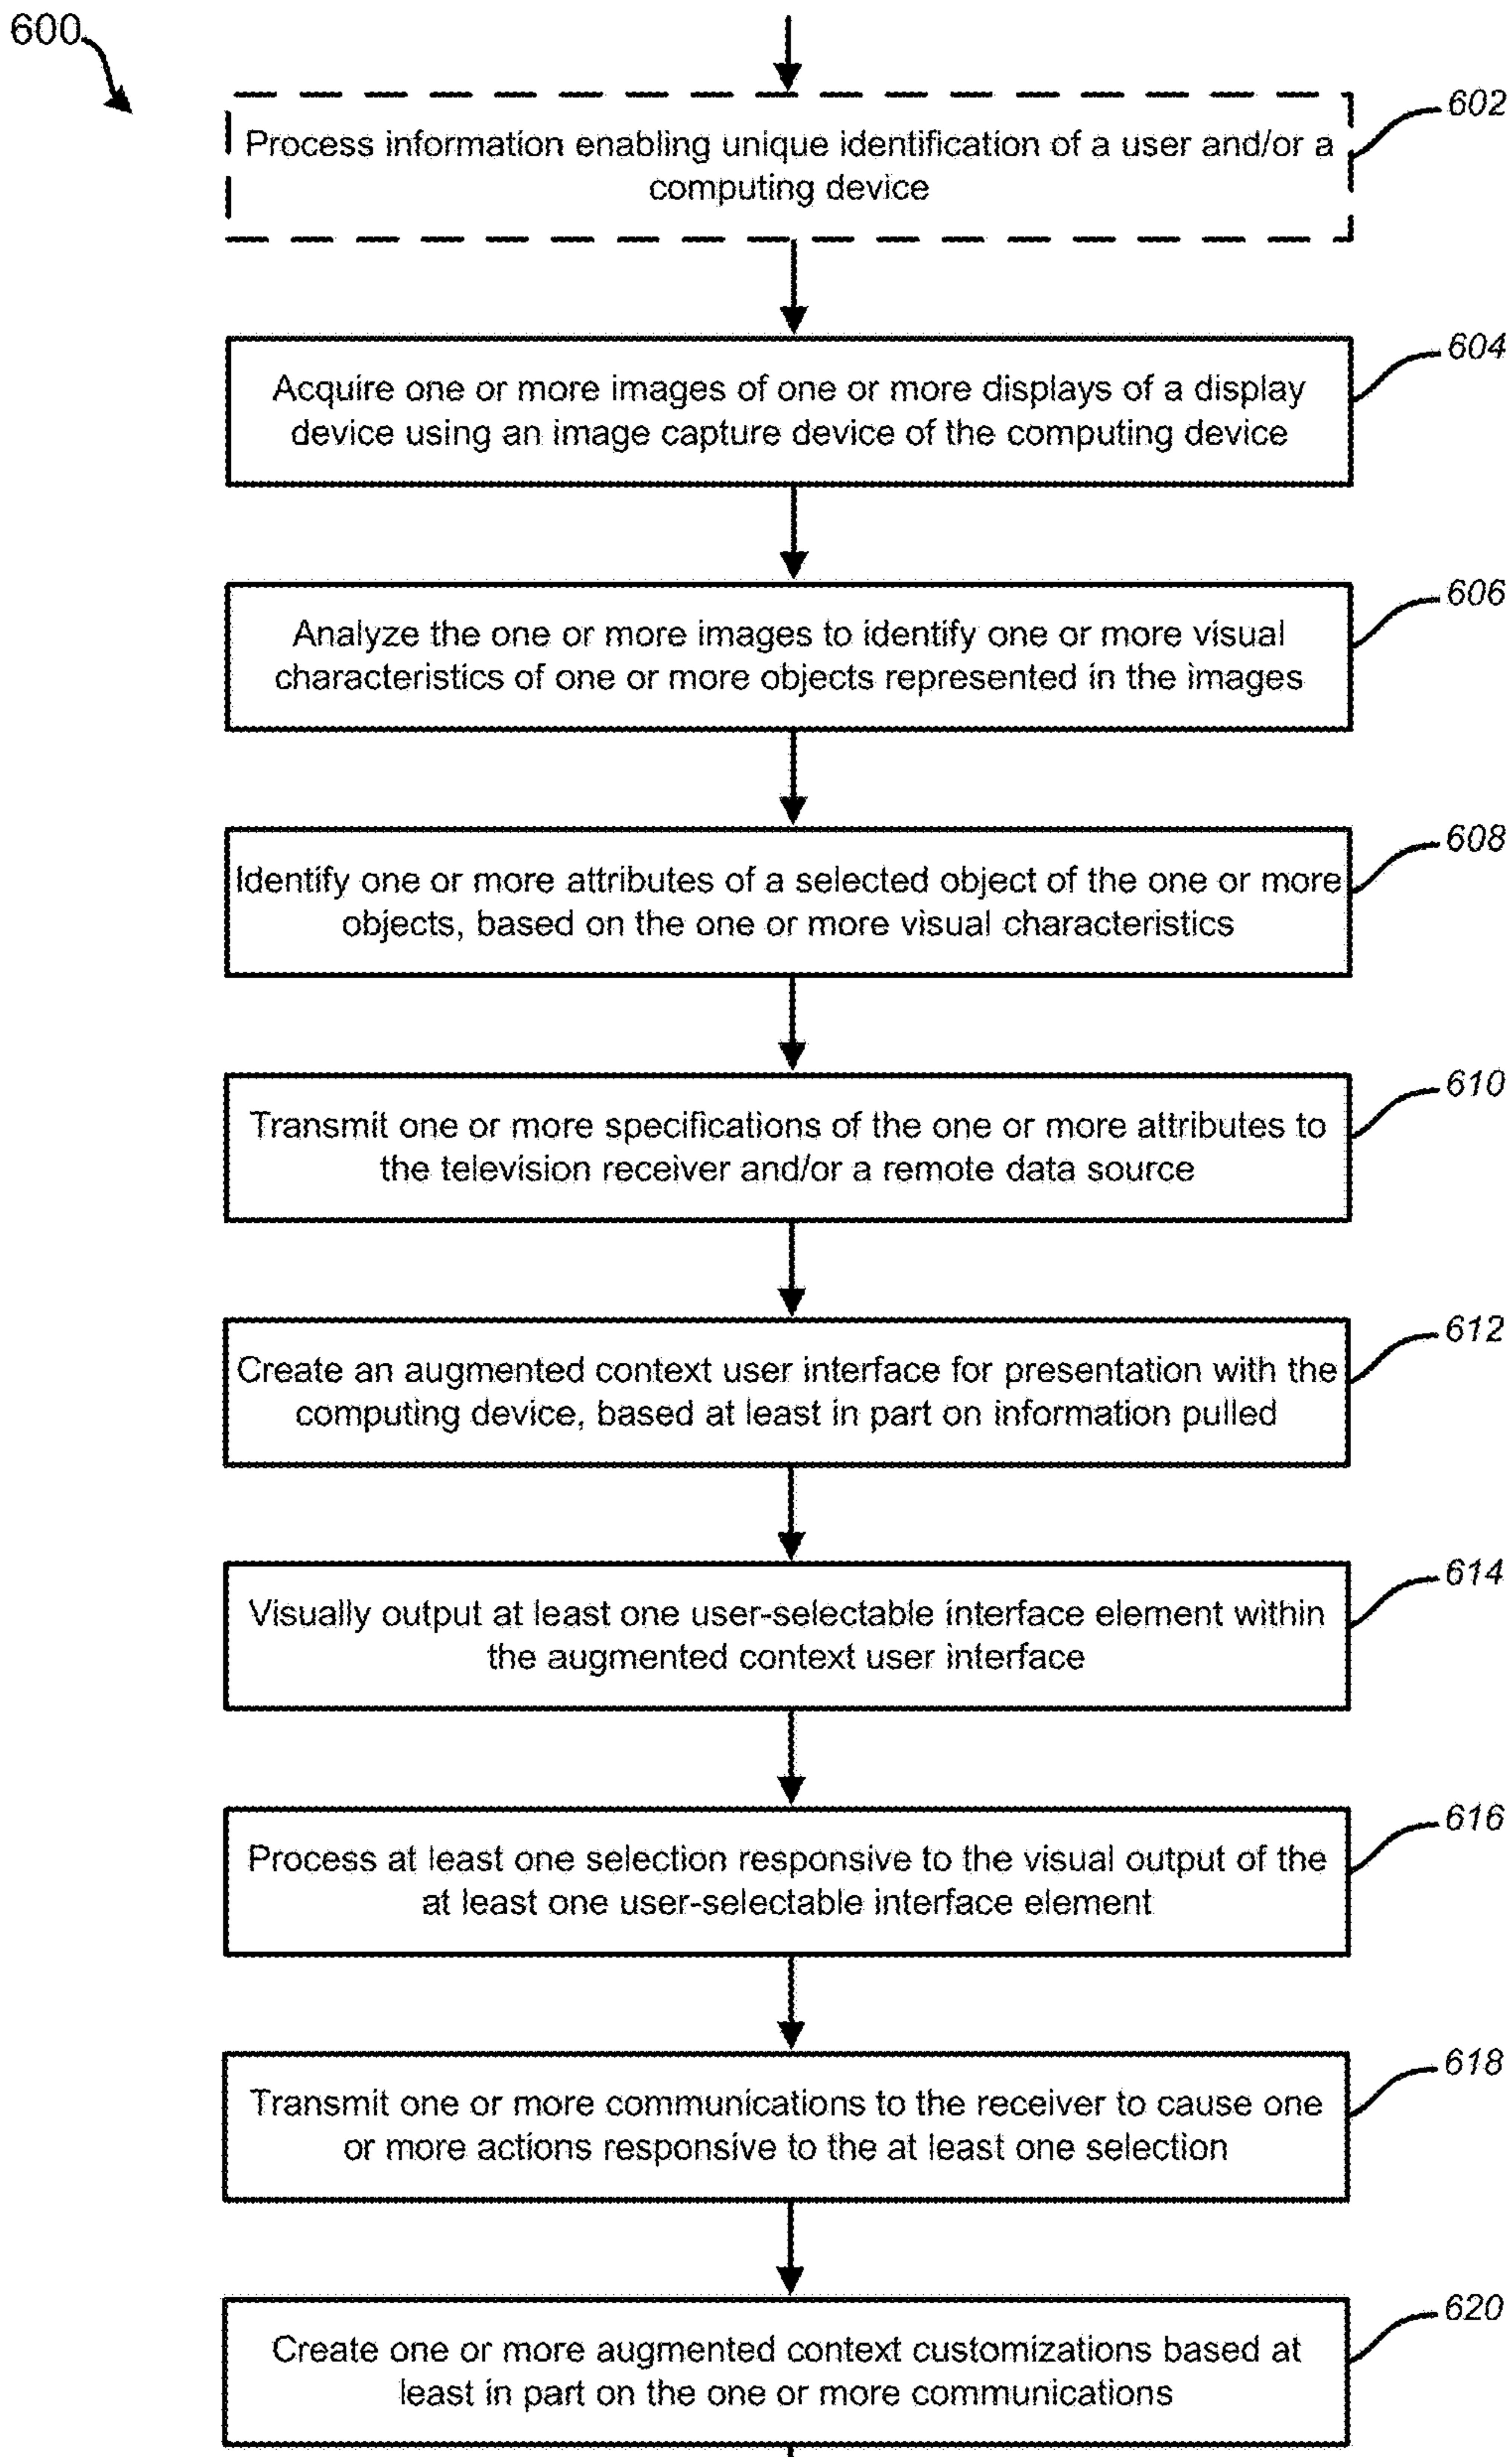 600
602
Process information enabling unique identification of a user and/or a
computing device
604
Acquire one or more images of one or more displays of a display
device using an image capture device of the computing device
606
Analyze the one or more images to identify one or more visual
characteristics of one or more objects represented in the images
608
Identify one or more attributes of a selected object of the one or more
objects, based on the one or more visual characteristics
610
Transmit one or more specifications of the one or more attributes to
the television receiver and/or a remote data source
612
Create an augmented context user interface for presentation with the
computing device, based at least in part on information pulled
614
Visually output at least one user-selectable interface element within
the augmented context user interface
616
Process at least one selection responsive to the visual output of the
at least one user-selectable interface element
618
Transmit one or more communications to the receiver to cause one
or more actions responsive to the at least one selection
620
Create one or more augmented context customizations based at
least in part on the one or more communications